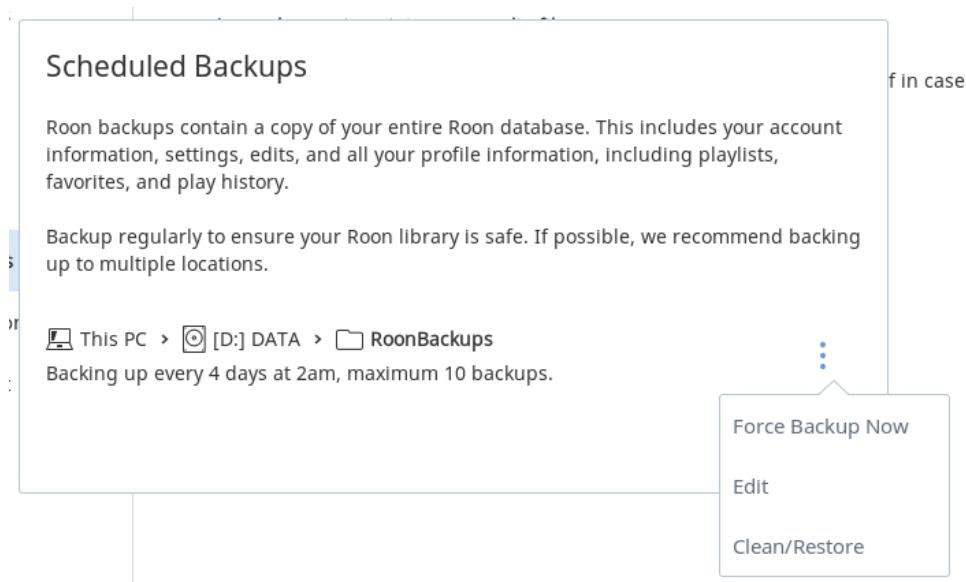 Scheduled Backups
f in case
Roon backups contain a copy of your entire Roon database. This includes your account
information, settings, edits, and all your profile information, including playlists,
favorites, and play history.
Backup regularly to ensure your Roon library is safe. If possible, we recommend backing
up to multiple locations.
This PC > [D:] DATA > RoonBackups
Backing up every 4 days at 2am, maximum 10 backups.
Force Backup Now
Edit
Clean/Restore